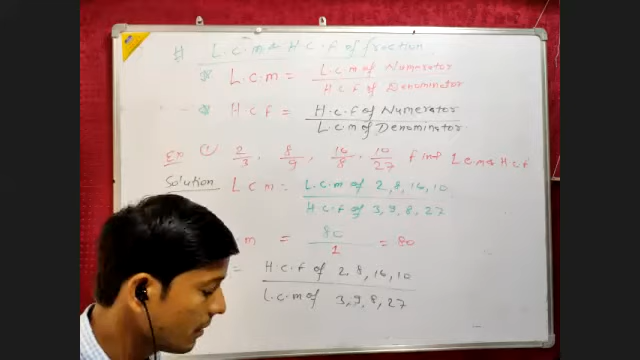 # L.C.M & H.C.F of fraction
* L.C.M = L.C.M of Numerator / H.C.F of Denominator
* H.C.F = H.C.F of Numerator / L.C.M of Denominator
Ex ① 2/3, 8/9, 16/8, 10/27 find L.C.M & H.C.F
Solution L.C.M = L.C.M of 2, 8, 16, 10 / H.C.F of 3, 9, 8, 27
M = 80/1 = 80
= H.C.F of 2, 8, 16, 10 / L.C.M of 3, 9, 8, 27